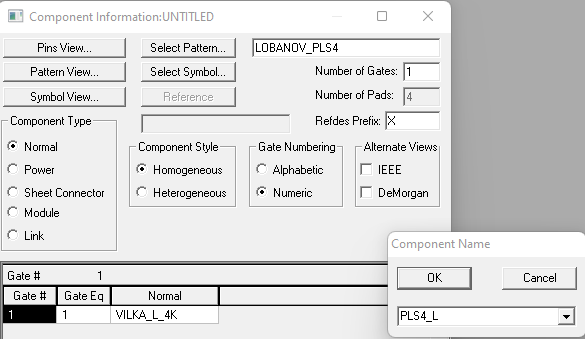 Component Information:UNTITLED
Pins View... Select Pattern... LOBANOV_PLS4
Pattern View... Select Symbol... Number of Gates: 1
Symbol View... Reference Number of Pads: 4
Refdes Prefix: X
Component Type Component Style Gate Numbering Alternate Views
Normal Homogeneous Alphabetic IEEE
Power Heterogeneous Numeric DeMorgan
Sheet Connector
Module
Link
Component Name
OK Cancel
PLS4_L
Gate # 1
Gate # Gate Eq Normal
1 1 VILKA_L_4K